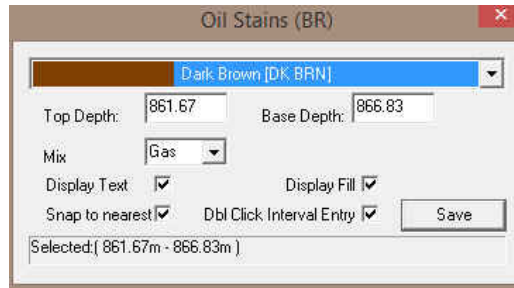 Oil Stains (BR)
Dark Brown [DK BRN]
Top Depth: 861.67 Base Depth: 866.83
Mix Gas
Display Text Display Fill
Snap to nearest Dbl Click Interval Entry Save
Selected:( 861.67m - 866.83m )